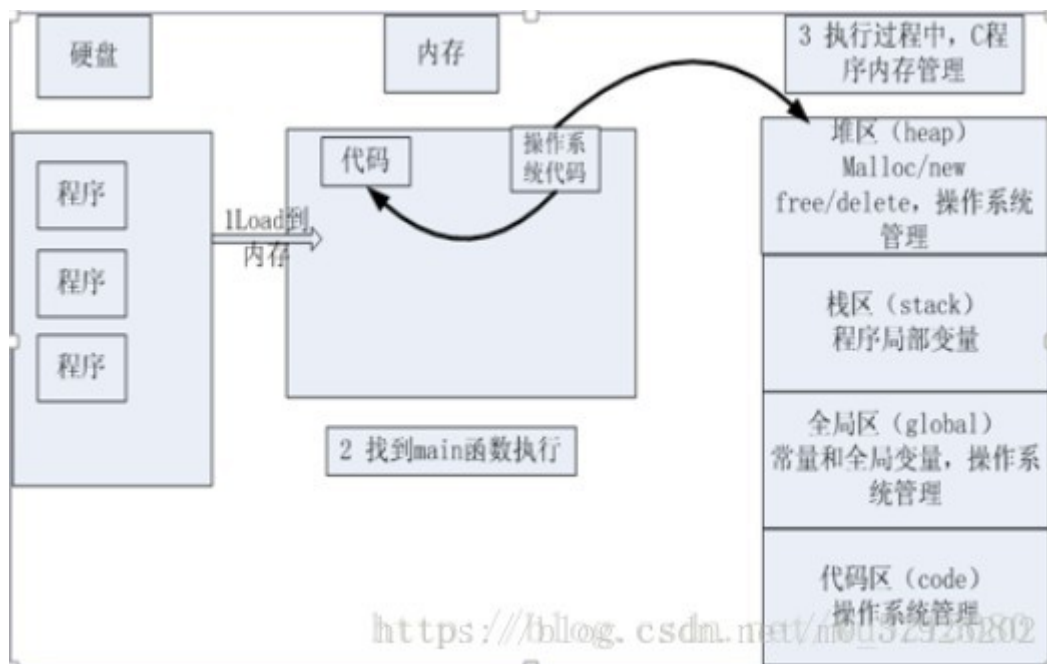 硬盘
内存
3 执行过程中，C程
序内存管理
程序
程序
程序
1Load到
内存
代码
操作系
统代码
2 找到main函数执行
堆区（heap）
Malloc/new
free/delete，操作系统
管理
栈区（stack）
程序局部变量
全局区（global）
常量和全局变量，操作系
统管理
代码区（code）
操作系统管理
https://blog.csdn.net/